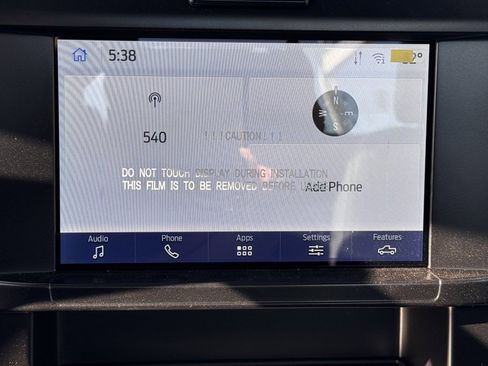 5:38
N
W E
S
540
! ! ! CAUTION ! ! !
DO NOT TOUCH DISPLAY DURING INSTALLATION
THIS FILM IS TO BE REMOVED BEFORE
Add Phone
Audio Phone Apps Settings Features